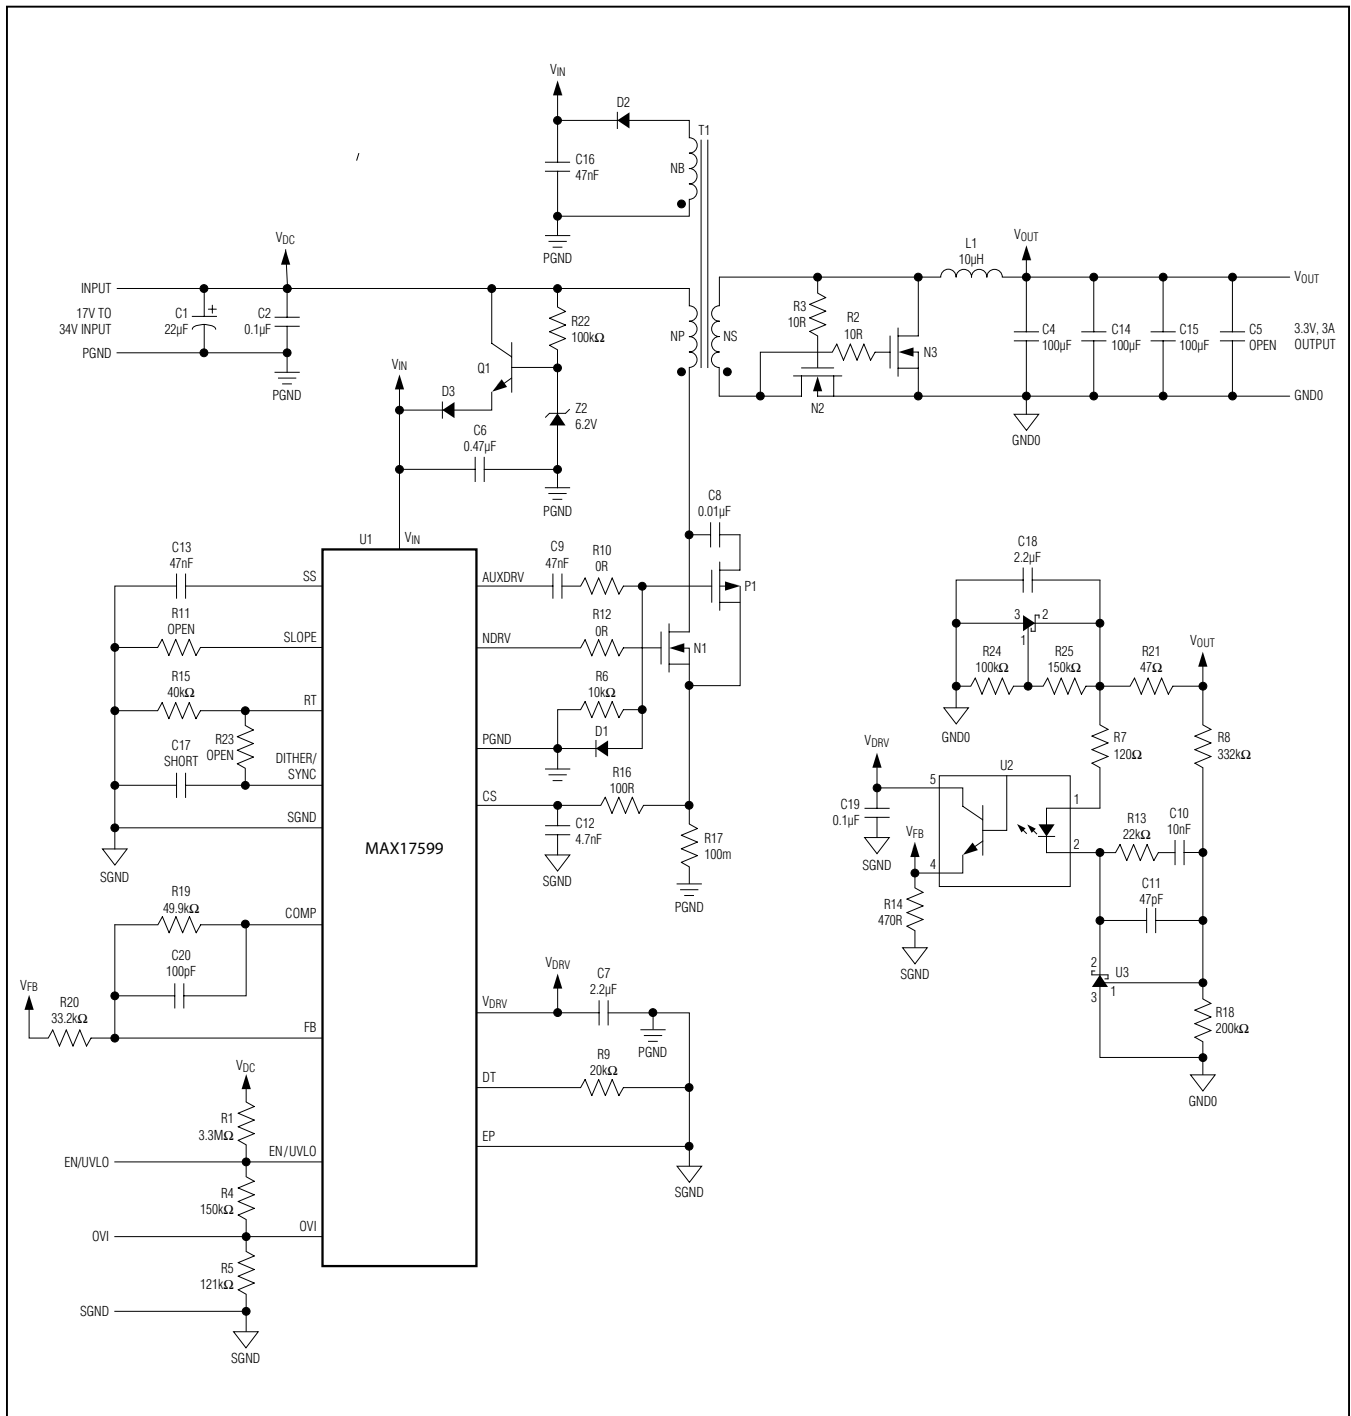 VIN
D2
T1
C16
47nF
NB
PGND
VDC
INPUT
17V TO
34V INPUT
PGND
C1
22µF
+
C2
0.1µF
PGND
R22
100kΩ
Q1
VIN
D3
Z2
6.2V
C6
0.47µF
PGND
NP
NS
R3
10R
R2
10R
N3
N2
L1
10µH
VOUT
VOUT
C4
100µF
C14
100µF
C15
100µF
C5
OPEN
3.3V, 3A
OUTPUT
GND0
GND0
C8
0.01µF
P1
U1
VIN
C13
47nF
SS
AUXDRV
C9
47nF
R10
0R
R11
OPEN
SLOPE
NDRV
R12
0R
N1
R15
40kΩ
RT
R6
10kΩ
C17
SHORT
R23
OPEN
DITHER/
SYNC
PGND
D1
SGND
CS
R16
100R
C12
4.7nF
SGND
R17
100m
PGND
SGND
MAX17599
R19
49.9kΩ
COMP
C20
100pF
VFB
R20
33.2kΩ
FB
VDRV
C7
2.2µF
VDRV
PGND
DT
R9
20kΩ
EP
SGND
VDC
R1
3.3MΩ
EN/UVLO
EN/UVLO
R4
150kΩ
OVI
OVI
R5
121kΩ
SGND
SGND
C18
2.2µF
3
2
1
R24
100kΩ
R25
150kΩ
R21
47Ω
VOUT
GND0
R7
120Ω
R8
332kΩ
VDRV
U2
5
1
C19
0.1µF
SGND
VFB
4
2
R13
22kΩ
C10
10nF
C11
47pF
R14
470R
SGND
2
U3
3
1
R18
200kΩ
GND0